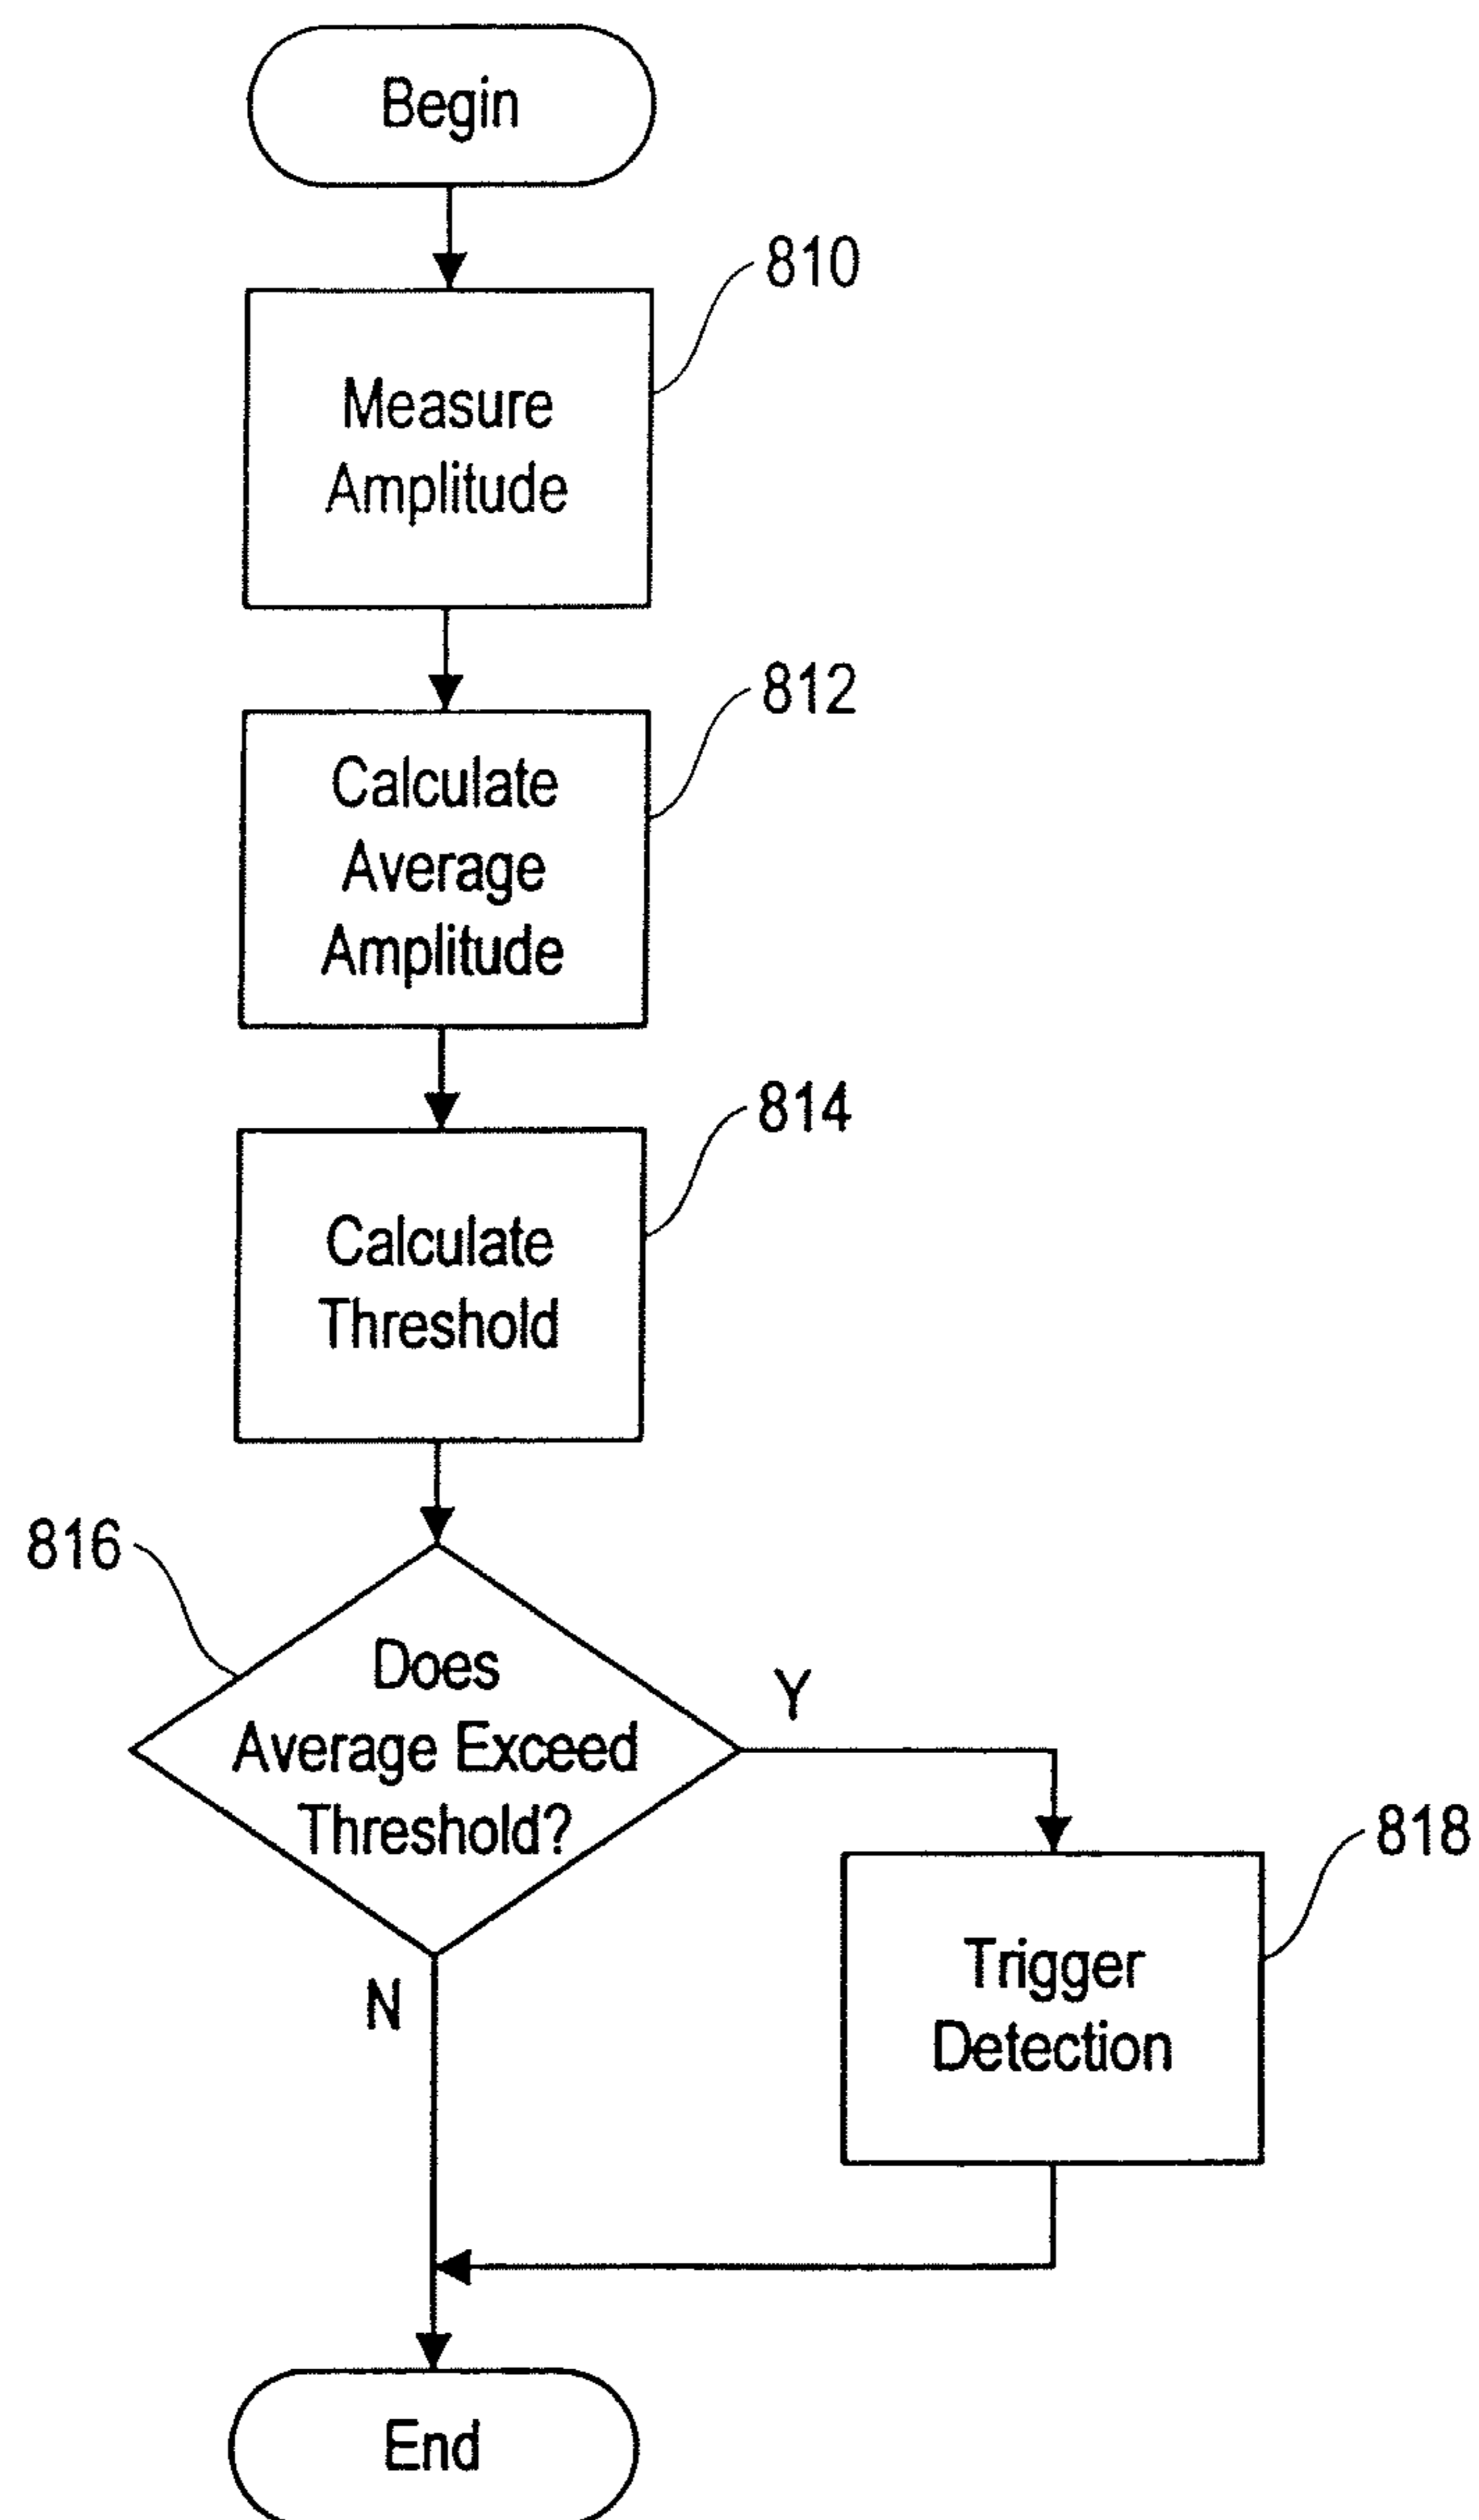 Begin
810
Measure
Amplitude
812
Calculate
Average
Amplitude
814
Calculate
Threshold
816
Does
Average Exceed
Threshold?
Y
N
818
Trigger
Detection
End